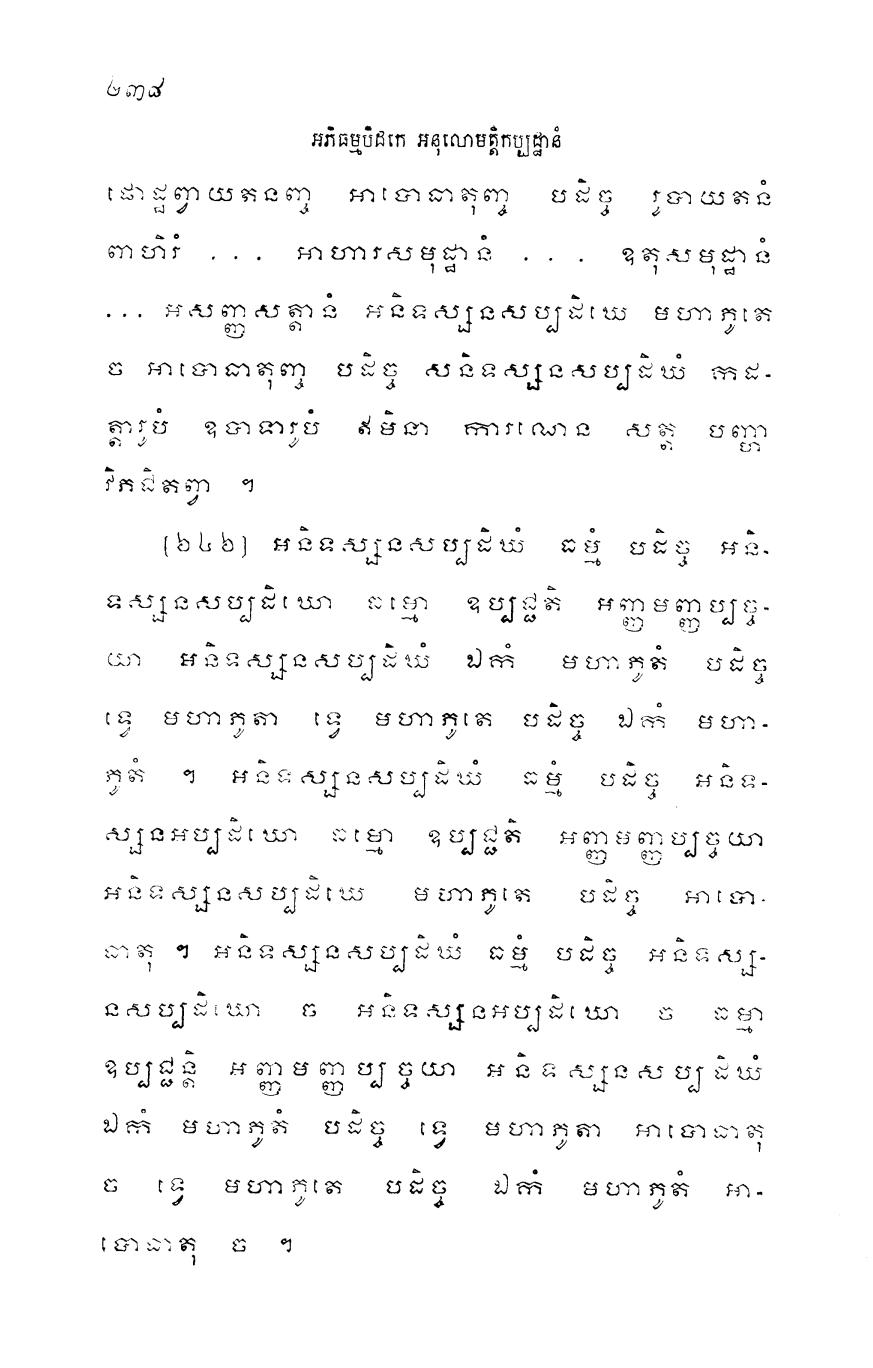 ២៣៨
អភិធម្មបិដកេ អនុលោមត្តិកប្បដ្ឋានំ
ផោដ្ឋព្វាយតនញ្ច អាបោធាតុញ្ច បដិច្ច រូបាយតនំ
ពាហិរំ ... អាហារសមុដ្ឋានំ ... ឧតុសមុដ្ឋានំ
... អសញ្ញសត្តានំ អនិទស្សនសប្បដិឃេ មហាភូតេ
ច អាបោធាតុញ្ច បដិច្ច សនិទស្សនសប្បដិឃំ កដ-
ត្តារូបំ ឧបាទារូបំ ឥមិនា ការណេន សត្ត បញ្ហា
វិភជិតព្វា ។
[៦៤៦] អនិទស្សនសប្បដិឃំ ធម្មំ បដិច្ច អនិ-
ទស្សនសប្បដិឃោ ធម្មោ ឧប្បជ្ជតិ អញ្ញមញ្ញប្បច្ច-
យា អនិទស្សនសប្បដិឃំ ឯកំ មហាភូតំ បដិច្ច
ទ្វេ មហាភូតា ទ្វេ មហាភូតេ បដិច្ច ឯកំ មហា-
ភូតំ ។ អនិទស្សនសប្បដិឃំ ធម្មំ បដិច្ច អនិទ-
ស្សនអប្បដិឃោ ធម្មោ ឧប្បជ្ជតិ អញ្ញមញ្ញប្បច្ចយា
អនិទស្សនសប្បដិឃេ មហាភូតេ បដិច្ច អាបោ-
ធាតុ ។ អនិទស្សនសប្បដិឃំ ធម្មំ បដិច្ច អនិទស្ស-
នសប្បដិឃោ ច អនិទស្សនអប្បដិឃោ ច ធម្មា
ឧប្បជ្ជន្តិ អញ្ញមញ្ញប្បច្ចយា អនិទស្សនសប្បដិឃំ
ឯកំ មហាភូតំ បដិច្ច ទ្វេ មហាភូតា អាបោធាតុ
ច ទ្វេ មហាភូតេ បដិច្ច ឯកំ មហាភូតំ អា-
បោធាតុ ច ។